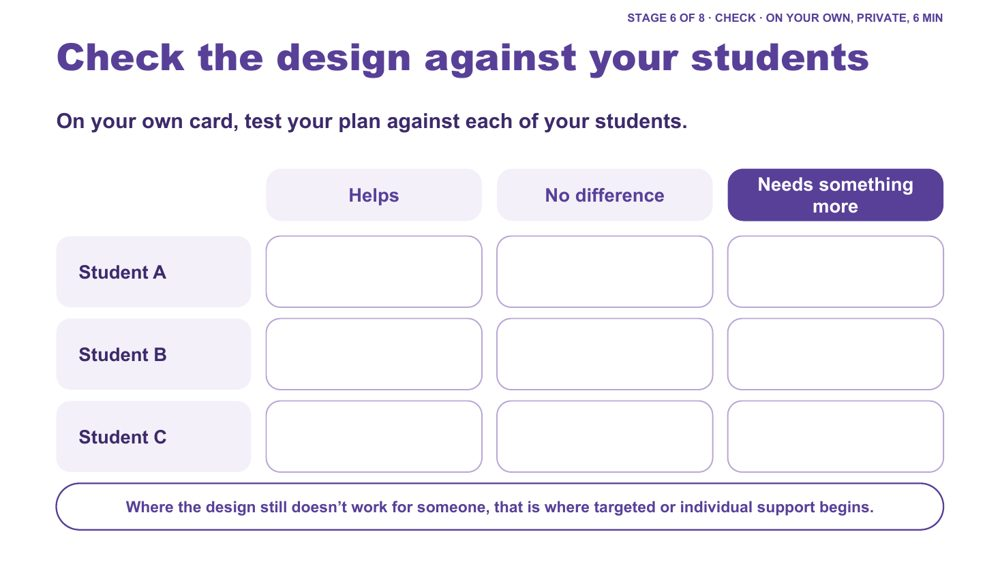 STAGE 6 OF 8 · CHECK · ON YOUR OWN, PRIVATE, 6 MIN
Check the design against your students
On your own card, test your plan against each of your students.
Helps
No difference
Needs something
more
Student A
Student B
Student C
Where the design still doesn’t work for someone, that is where targeted or individual support begins.